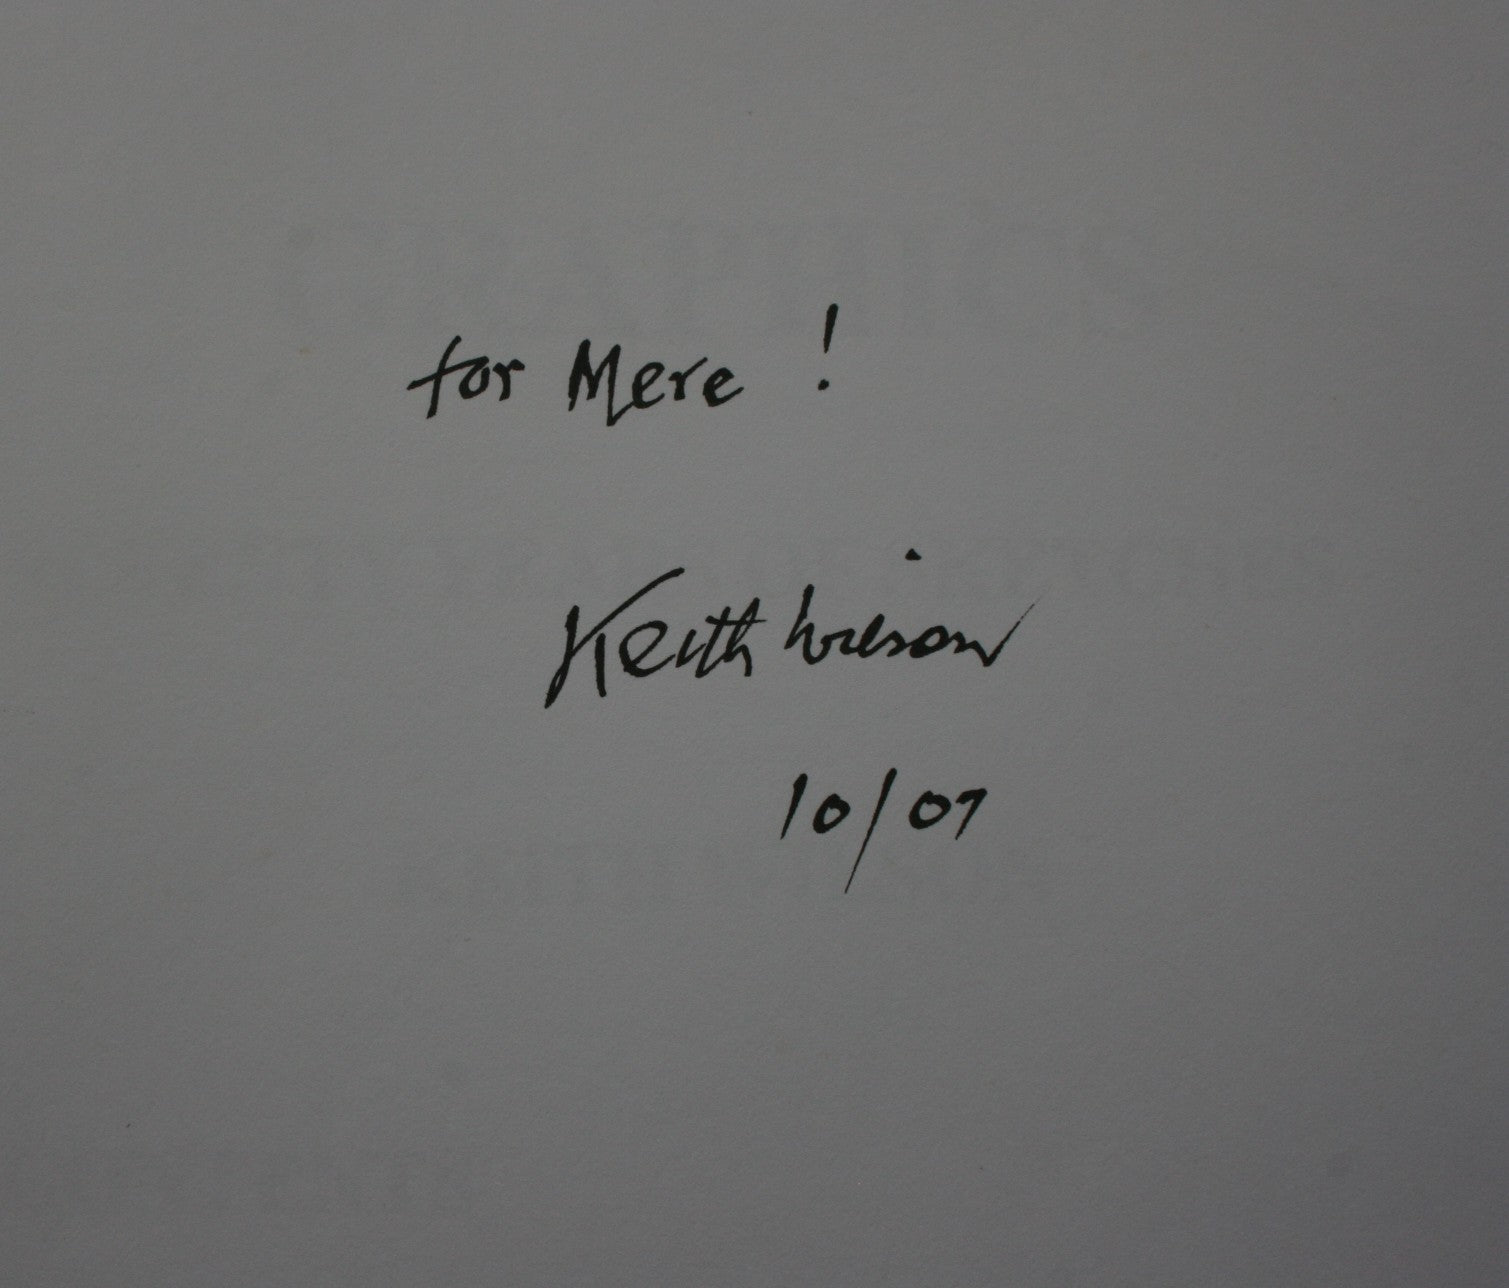 for Mere !
Keith Wilson
10/07